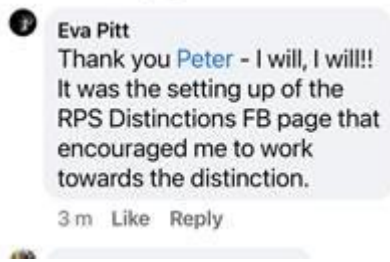 Eva Pitt
Thank you Peter - I will, I will!!
It was the setting up of the
RPS Distinctions FB page that
encouraged me to work
towards the distinction.
3 m Like Reply